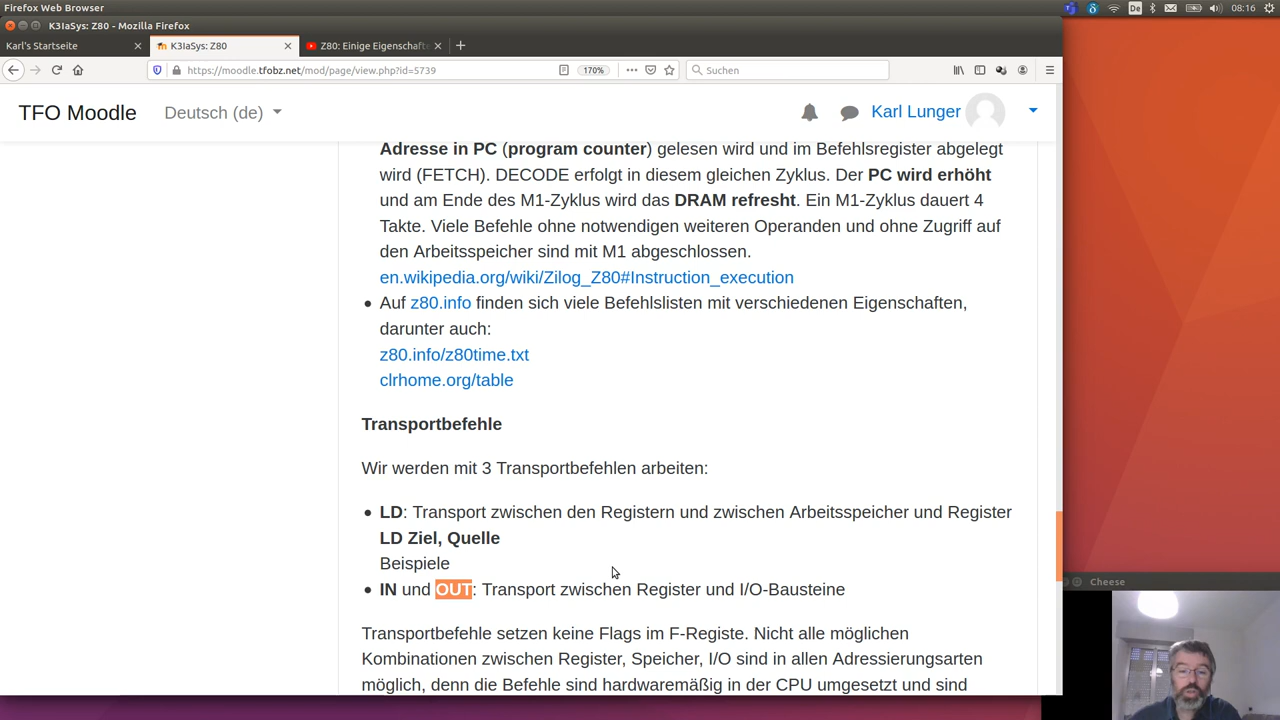 Firefox Web Browser
De
08:16
K3IaSys: Z80 - Mozilla Firefox
Karl's Startseite
K3IaSys: Z80
Z80: Einige Eigenschaft
https://moodle.tfobz.net/mod/page/view.php?id=5739
170%
Suchen
TFO Moodle
Deutsch (de)
Karl Lunger
Adresse in PC (program counter) gelesen wird und im Befehlsregister abgelegt
wird (FETCH). DECODE erfolgt in diesem gleichen Zyklus. Der PC wird erhöht
und am Ende des M1-Zyklus wird das DRAM refresht. Ein M1-Zyklus dauert 4
Takte. Viele Befehle ohne notwendigen weiteren Operanden und ohne Zugriff auf
den Arbeitsspeicher sind mit M1 abgeschlossen.
en.wikipedia.org/wiki/Zilog_Z80#Instruction_execution
• Auf z80.info finden sich viele Befehlslisten mit verschiedenen Eigenschaften,
darunter auch:
z80.info/z80time.txt
clrhome.org/table
Transportbefehle
Wir werden mit 3 Transportbefehlen arbeiten:
• LD: Transport zwischen den Registern und zwischen Arbeitsspeicher und Register
LD Ziel, Quelle
Beispiele
• IN und OUT: Transport zwischen Register und I/O-Bausteine
Transportbefehle setzen keine Flags im F-Registe. Nicht alle möglichen
Kombinationen zwischen Register, Speicher, I/O sind in allen Adressierungsarten
möglich, denn die Befehle sind hardwaremäßig in der CPU umgesetzt und sind
Cheese